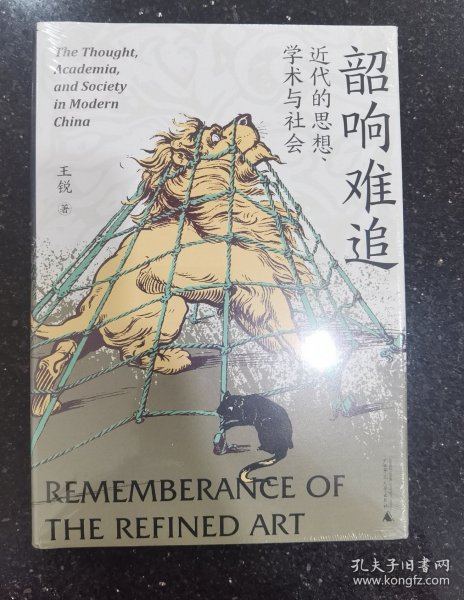 The Thought,
Academia,
and Society
in Modern
China
韶响难追
近代的思想、
学术与社会
王锐 著
REMEMBERANCE OF
THE REFINED ART
孔夫子旧书网
www.kongfz.com